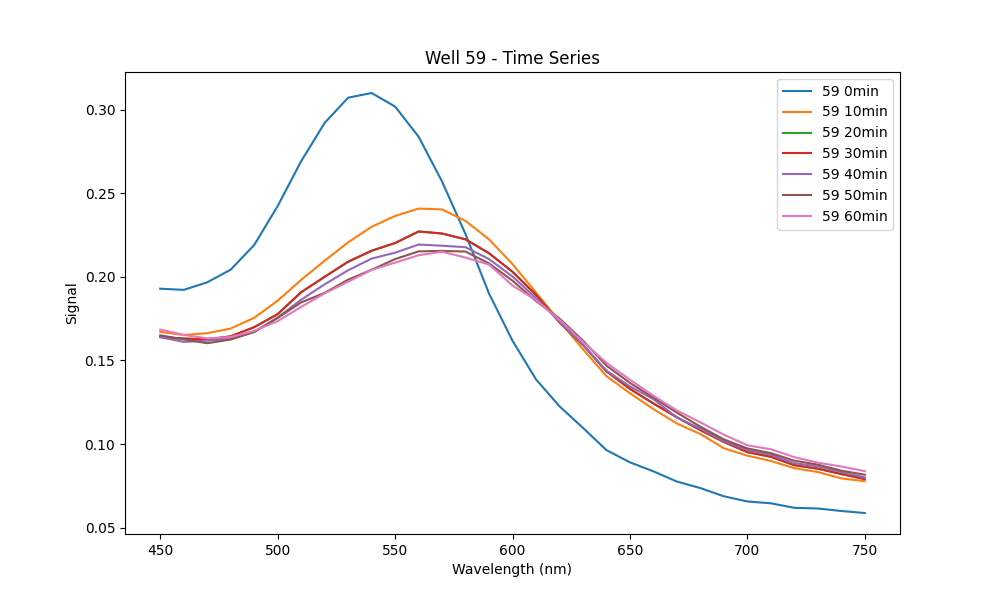 Well 59 - Time Series
59 0min
59 10min
59 20min
59 30min
59 40min
59 50min
59 60min
0.30
0.25
0.20
0.15
0.10
0.05
Signal
450
500
550
600
650
700
750
Wavelength (nm)